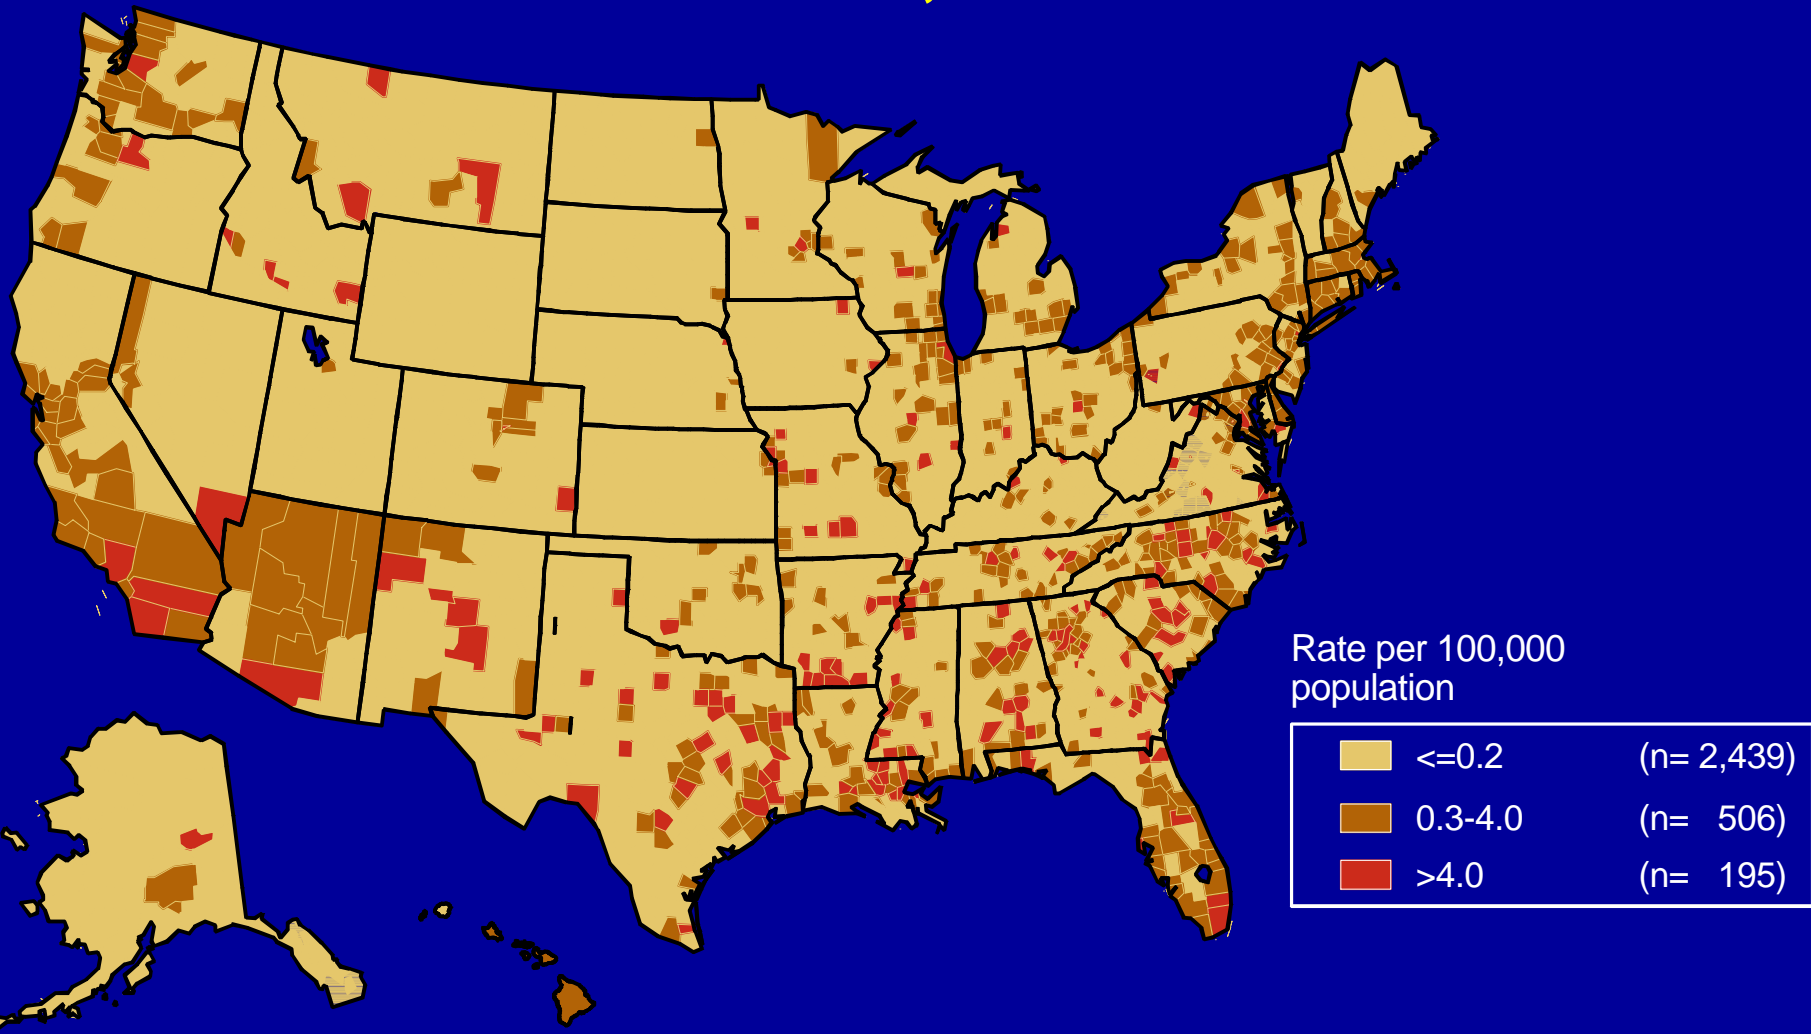 Rate per 100,000
population
<=0.2 (n= 2,439)
0.3-4.0 (n= 506)
>4.0 (n= 195)